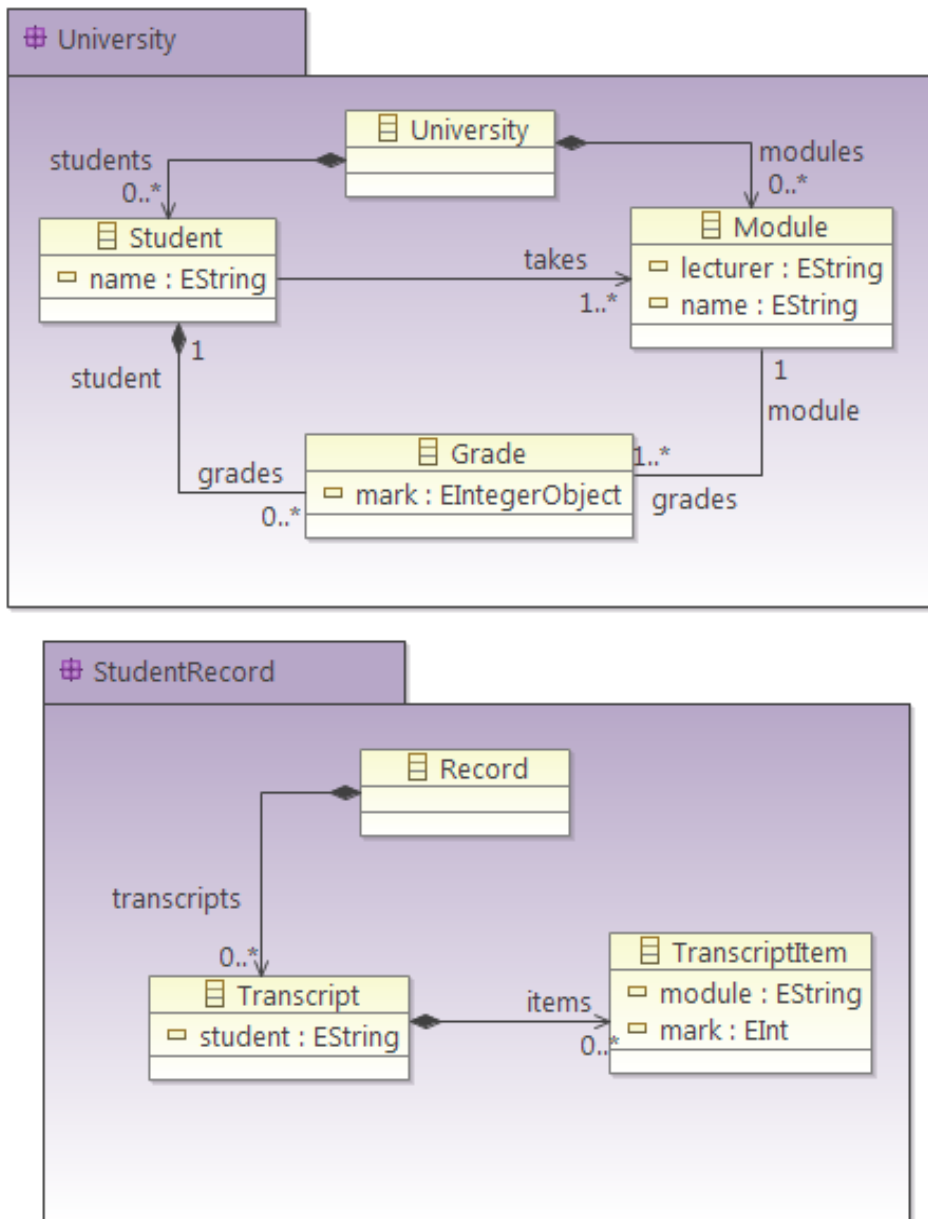 University
University
students
0..*
modules
0..*
Student
name : EString
takes
1..*
Module
lecturer : EString
name : EString
student
1
1
module
grades
0..*
Grade
mark : EIntegerObject
1..*
grades
StudentRecord
Record
transcripts
0..*
Transcript
student : EString
items
0..*
TranscriptItem
module : EString
mark : EInt